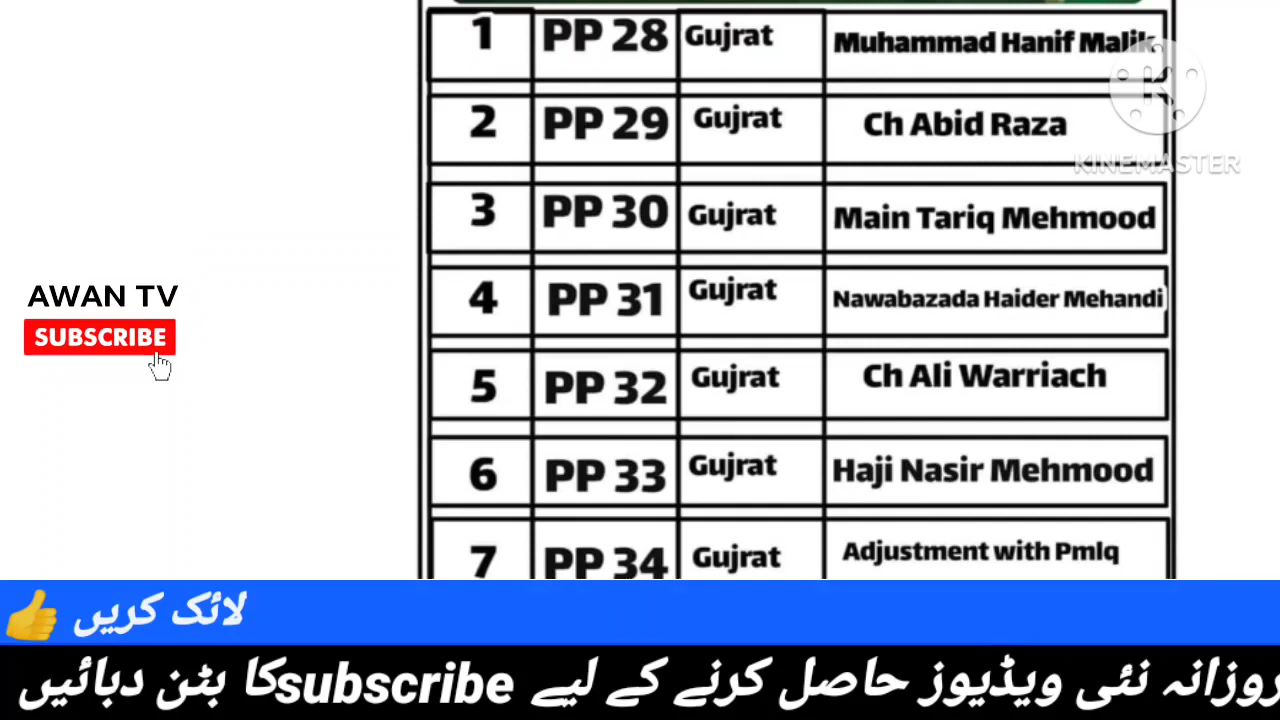 1 PP 28 Gujrat Muhammad Hanif Malik
2 PP 29 Gujrat Ch Abid Raza
KINEMASTER
3 PP 30 Gujrat Main Tariq Mehmood
AWAN TV
4 PP 31 Gujrat Nawabazada Haider Mehandi
SUBSCRIBE
5 PP 32 Gujrat Ch Ali Warriach
6 PP 33 Gujrat Haji Nasir Mehmood
7 PP 34 Gujrat Adjustment with Pmlq
لائک کریں
روزانہ نئی ویڈیوز حاصل کرنے کے لیے subscribe کا بٹن دبائیں